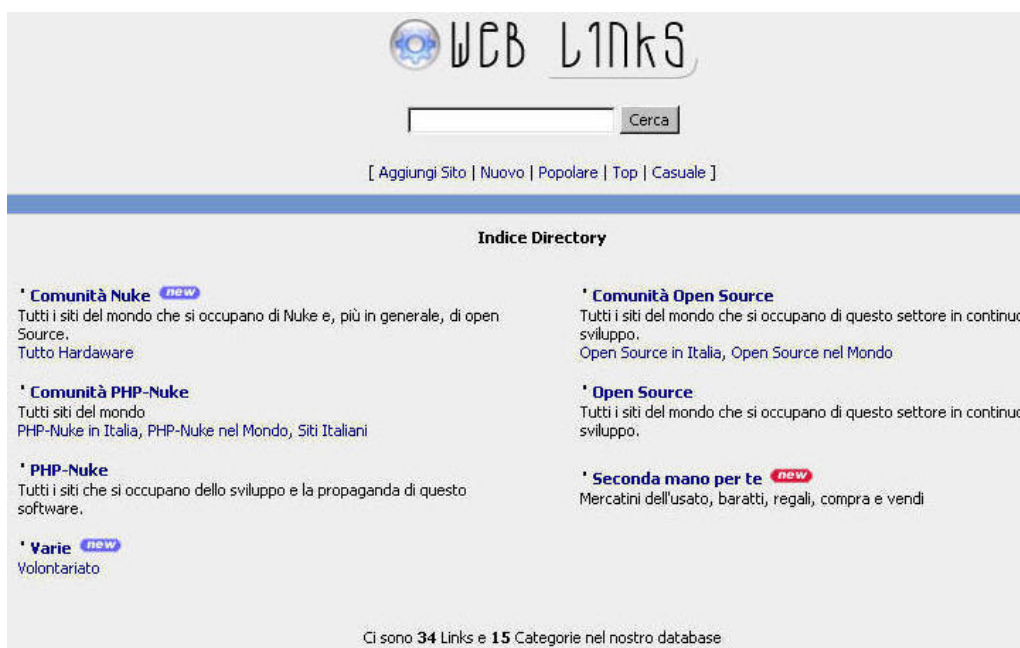 WEB LINKS
Cerca
[ Aggiungi Sito | Nuovo | Popolare | Top | Casuale ]
Indice Directory
Comunità Nuke new
Tutti i siti del mondo che si occupano di Nuke e, più in generale, di open
Source.
Tutto Hardaware
Comunità PHP-Nuke
Tutti siti del mondo
PHP-Nuke in Italia, PHP-Nuke nel Mondo, Siti Italiani
PHP-Nuke
Tutti i siti che si occupano dello sviluppo e la propaganda di questo
software.
Varie new
Volontariato
Comunità Open Source
Tutti i siti del mondo che si occupano di questo settore in continuo
sviluppo.
Open Source in Italia, Open Source nel Mondo
Open Source
Tutti i siti del mondo che si occupano di questo settore in continuo
sviluppo.
Seconda mano per te new
Mercatini dell'usato, baratti, regali, compra e vendi
Ci sono 34 Links e 15 Categorie nel nostro database